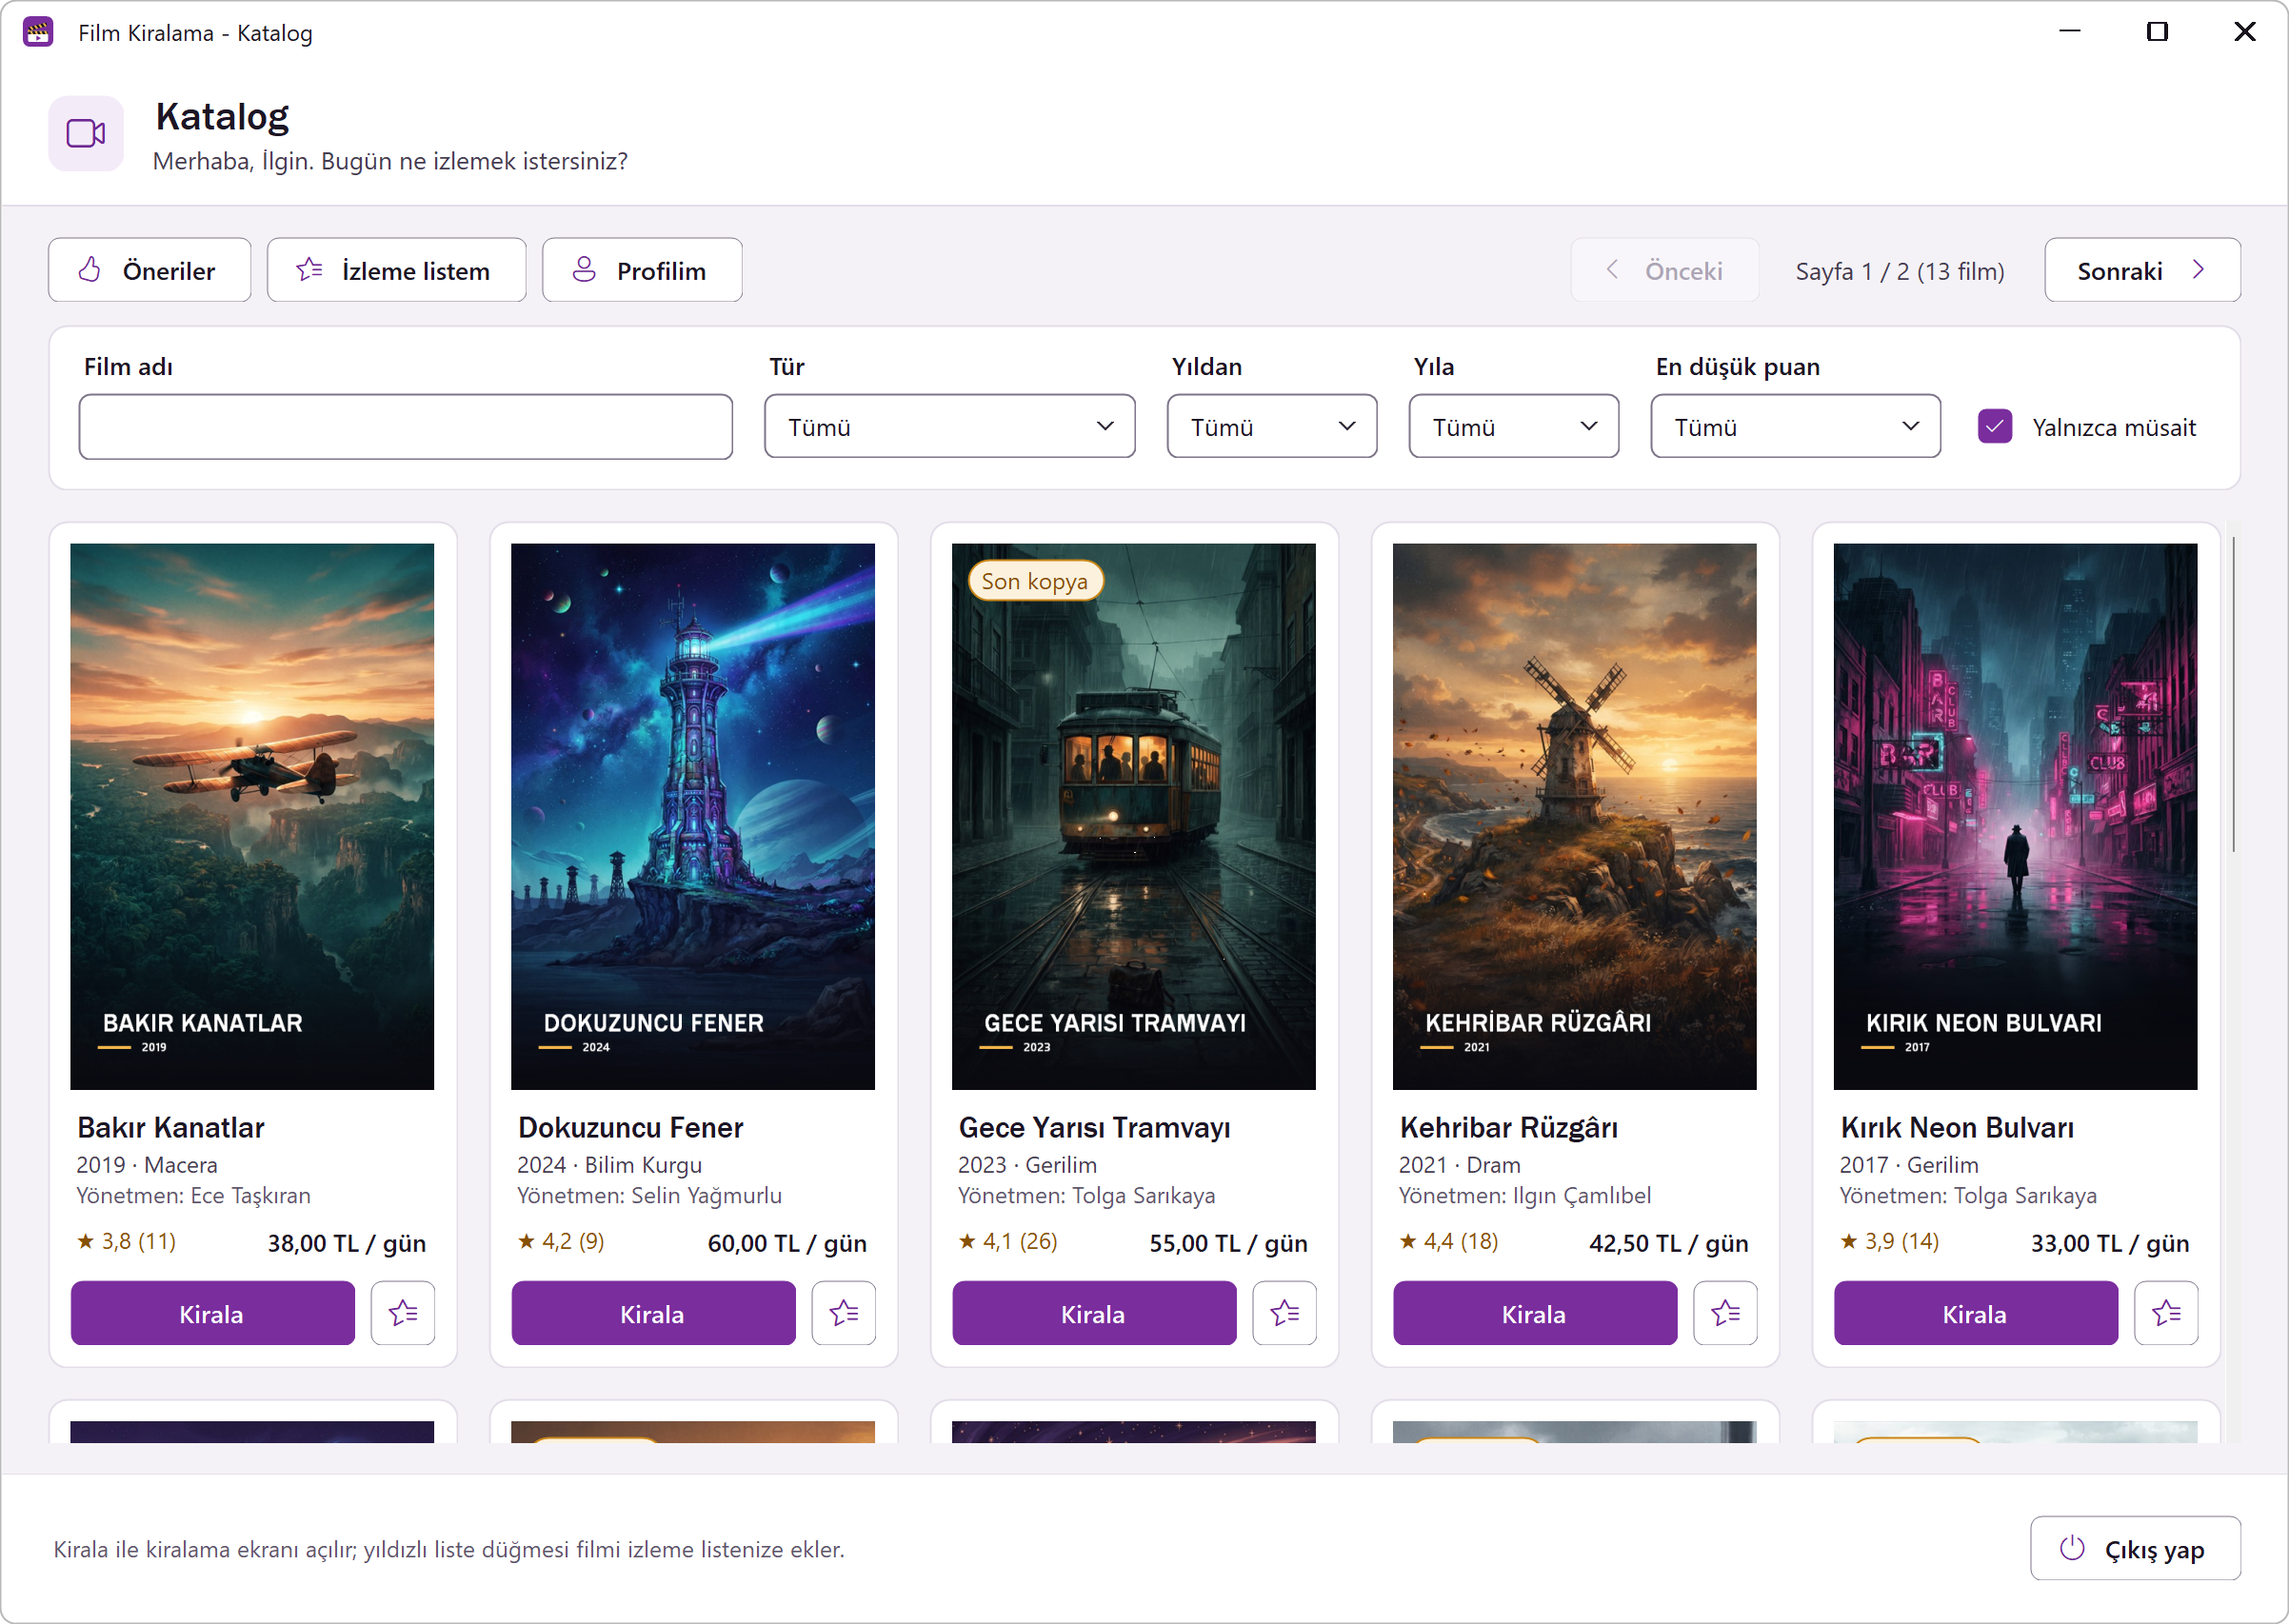 Film Kiralama - Katalog
Katalog
Merhaba, İlgin. Bugün ne izlemek istersiniz?
Öneriler
İzleme listem
Profilim
Önceki
Sayfa 1 / 2 (13 film)
Sonraki
Film adı
Tür
Yıldan
Yıla
En düşük puan
Tümü
Tümü
Tümü
Tümü
Yalnızca müsait
BAKIR KANATLAR
2019
Bakır Kanatlar
2019 · Macera
Yönetmen: Ece Taşkıran
★ 3,8 (11)
38,00 TL / gün
Kirala
DOKUZUNCU FENER
2024
Dokuzuncu Fener
2024 · Bilim Kurgu
Yönetmen: Selin Yağmurlu
★ 4,2 (9)
60,00 TL / gün
Kirala
Son kopya
GECE YARISI TRAMVAYI
2023
Gece Yarısı Tramvayı
2023 · Gerilim
Yönetmen: Tolga Sarıkaya
★ 4,1 (26)
55,00 TL / gün
Kirala
KEHRİBAR RÜZGÂRI
2021
Kehribar Rüzgârı
2021 · Dram
Yönetmen: Ilgın Çamlıbel
★ 4,4 (18)
42,50 TL / gün
Kirala
BAR
CLUB
BAR
CLUB
CLUB
KIRIK NEON BULVARI
2017
Kırık Neon Bulvarı
2017 · Gerilim
Yönetmen: Tolga Sarıkaya
★ 3,9 (14)
33,00 TL / gün
Kirala
Kirala ile kiralama ekranı açılır; yıldızlı liste düğmesi filmi izleme listenize ekler.
Çıkış yap